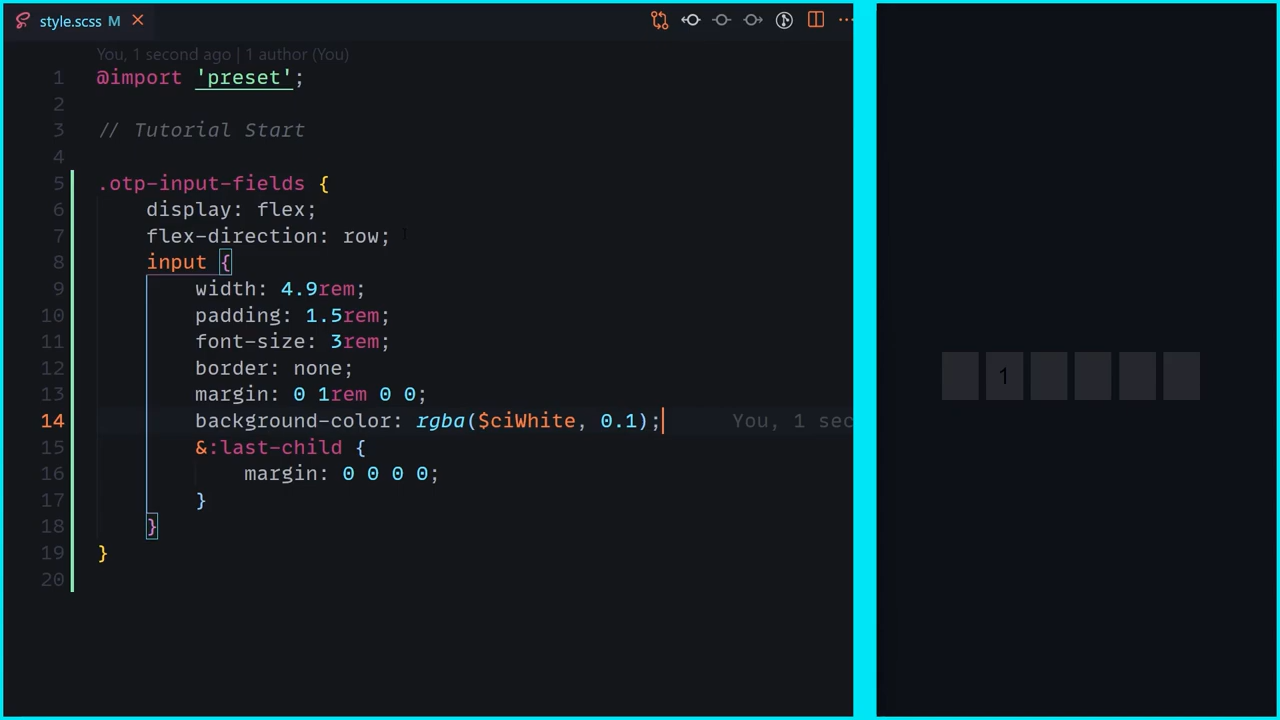 style.scss M
You, 1 second ago | 1 author (You)
1 @import 'preset';
2
3 // Tutorial Start
4
5 .otp-input-fields {
6 display: flex;
7 flex-direction: row;
8 input {
9 width: 4.9rem;
10 padding: 1.5rem;
11 font-size: 3rem;
12 border: none;
13 margin: 0 1rem 0 0;
14 background-color: rgba($ciWhite, 0.1); You, 1 sec
15 &:last-child {
16 margin: 0 0 0 0;
17 }
18 }
19 }
20
1